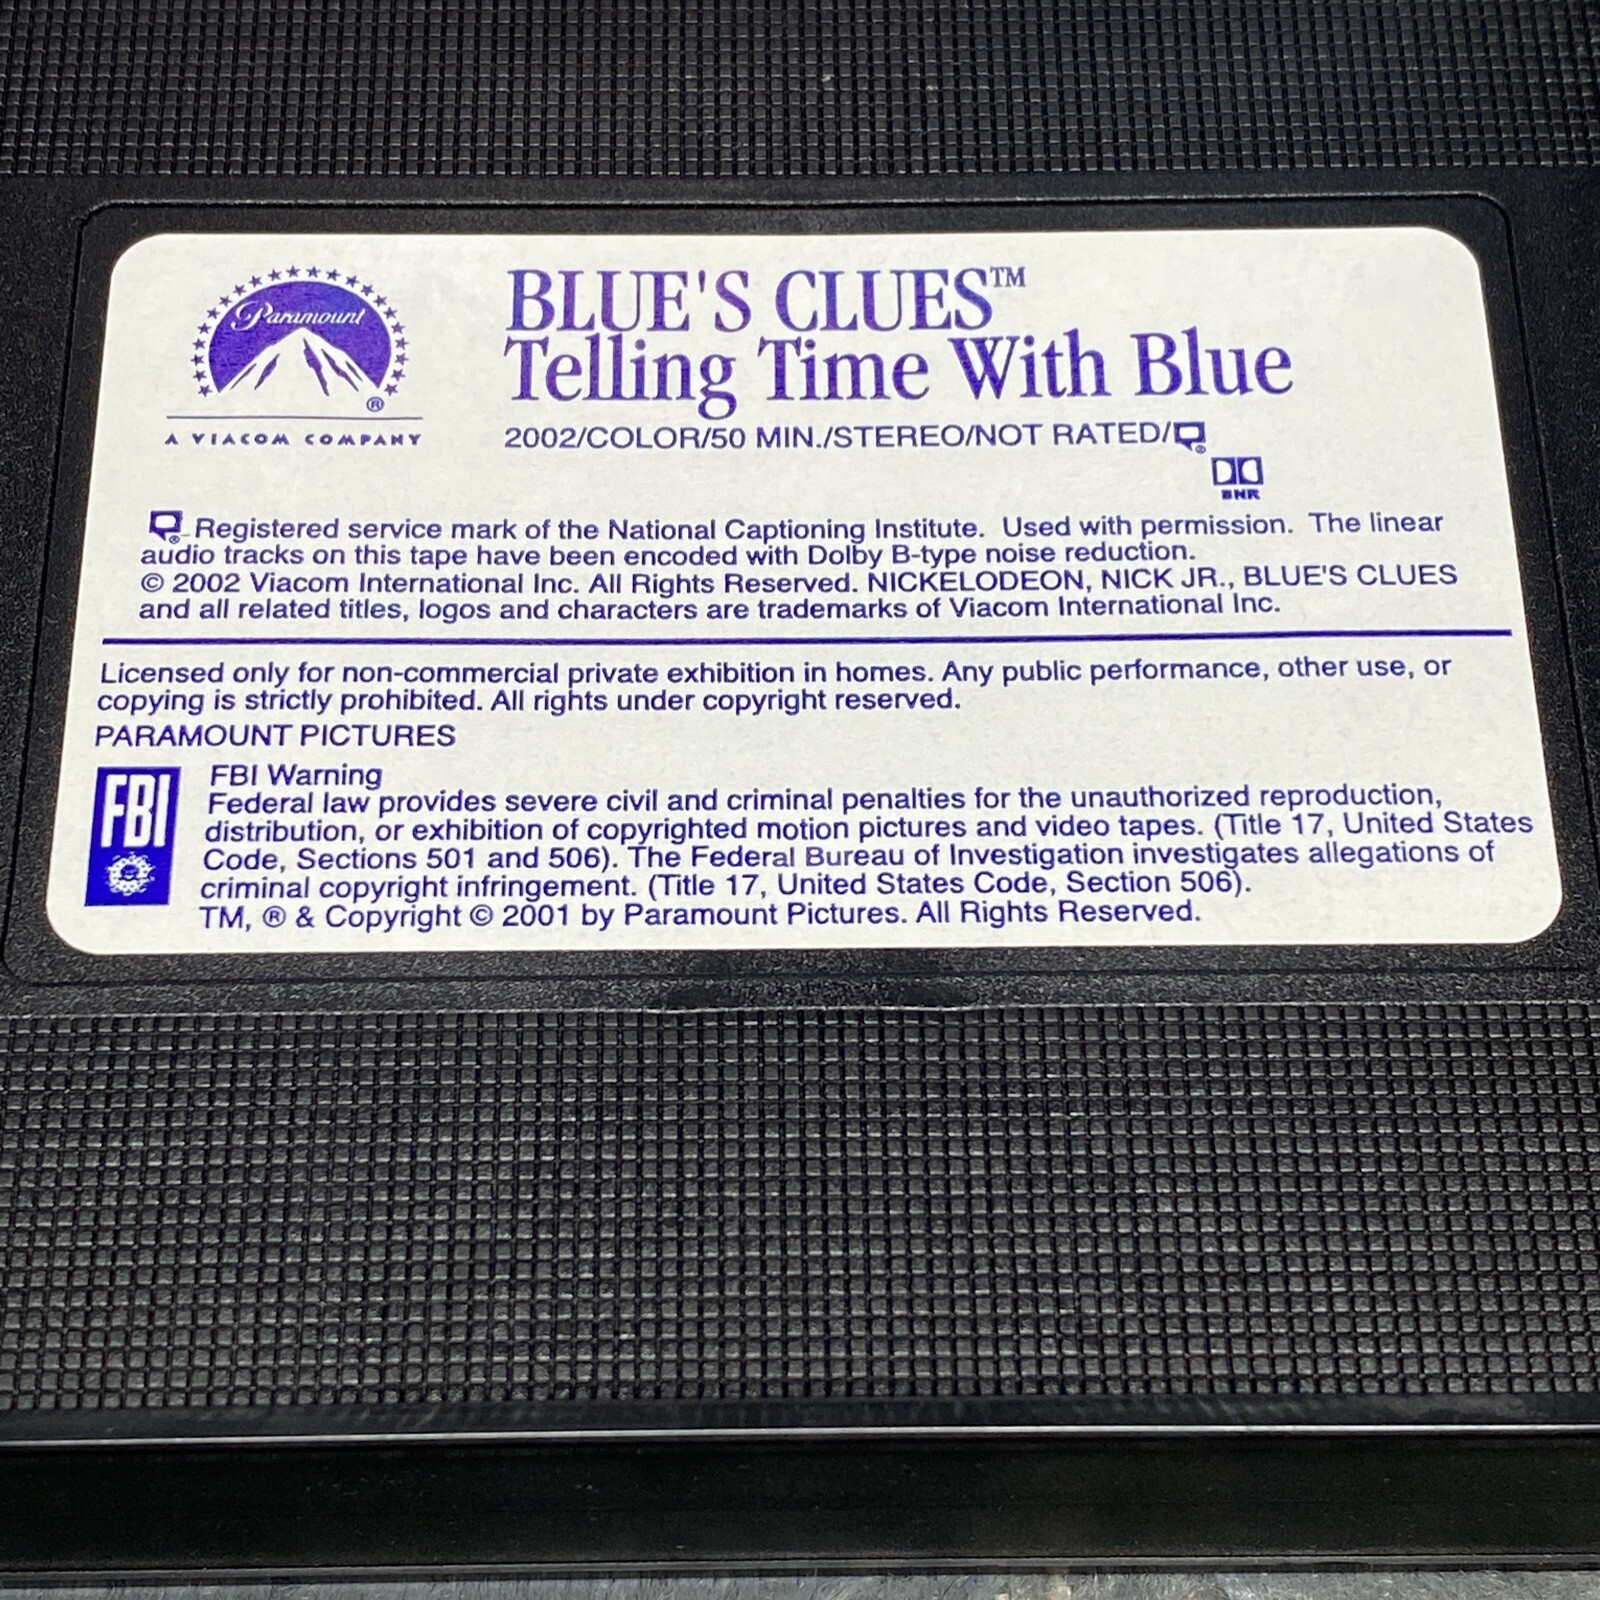 Paramount
®
A VIACOM COMPANY
BLUE'S CLUES™
Telling Time With Blue
2002/COLOR/50 MIN./STEREO/NOT RATED/
®
BNR
® Registered service mark of the National Captioning Institute. Used with permission. The linear
audio tracks on this tape have been encoded with Dolby B-type noise reduction.
© 2002 Viacom International Inc. All Rights Reserved. NICKELODEON, NICK JR., BLUE'S CLUES
and all related titles, logos and characters are trademarks of Viacom International Inc.
Licensed only for non-commercial private exhibition in homes. Any public performance, other use, or
copying is strictly prohibited. All rights under copyright reserved.
PARAMOUNT PICTURES
FBI
FBI Warning
Federal law provides severe civil and criminal penalties for the unauthorized reproduction,
distribution, or exhibition of copyrighted motion pictures and video tapes. (Title 17, United States
Code, Sections 501 and 506). The Federal Bureau of Investigation investigates allegations of
criminal copyright infringement. (Title 17, United States Code, Section 506).
TM, ® & Copyright © 2001 by Paramount Pictures. All Rights Reserved.